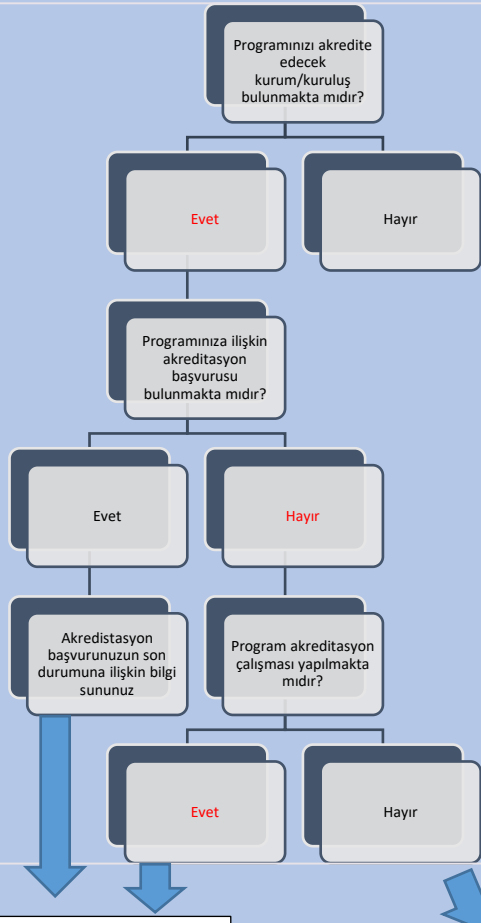 Programınızı akredite
edecek
kurum/kuruluş
bulunmakta mıdır?
Evet
Hayır
Programınıza ilişkin
akreditasyon
başvurusu
bulunmakta mıdır?
Evet
Hayır
Akredistasyon
başvurunuzun son
durumuna ilişkin bilgi
sununuz
Program akreditasyon
çalışması yapılmakta
mıdır?
Evet
Hayır